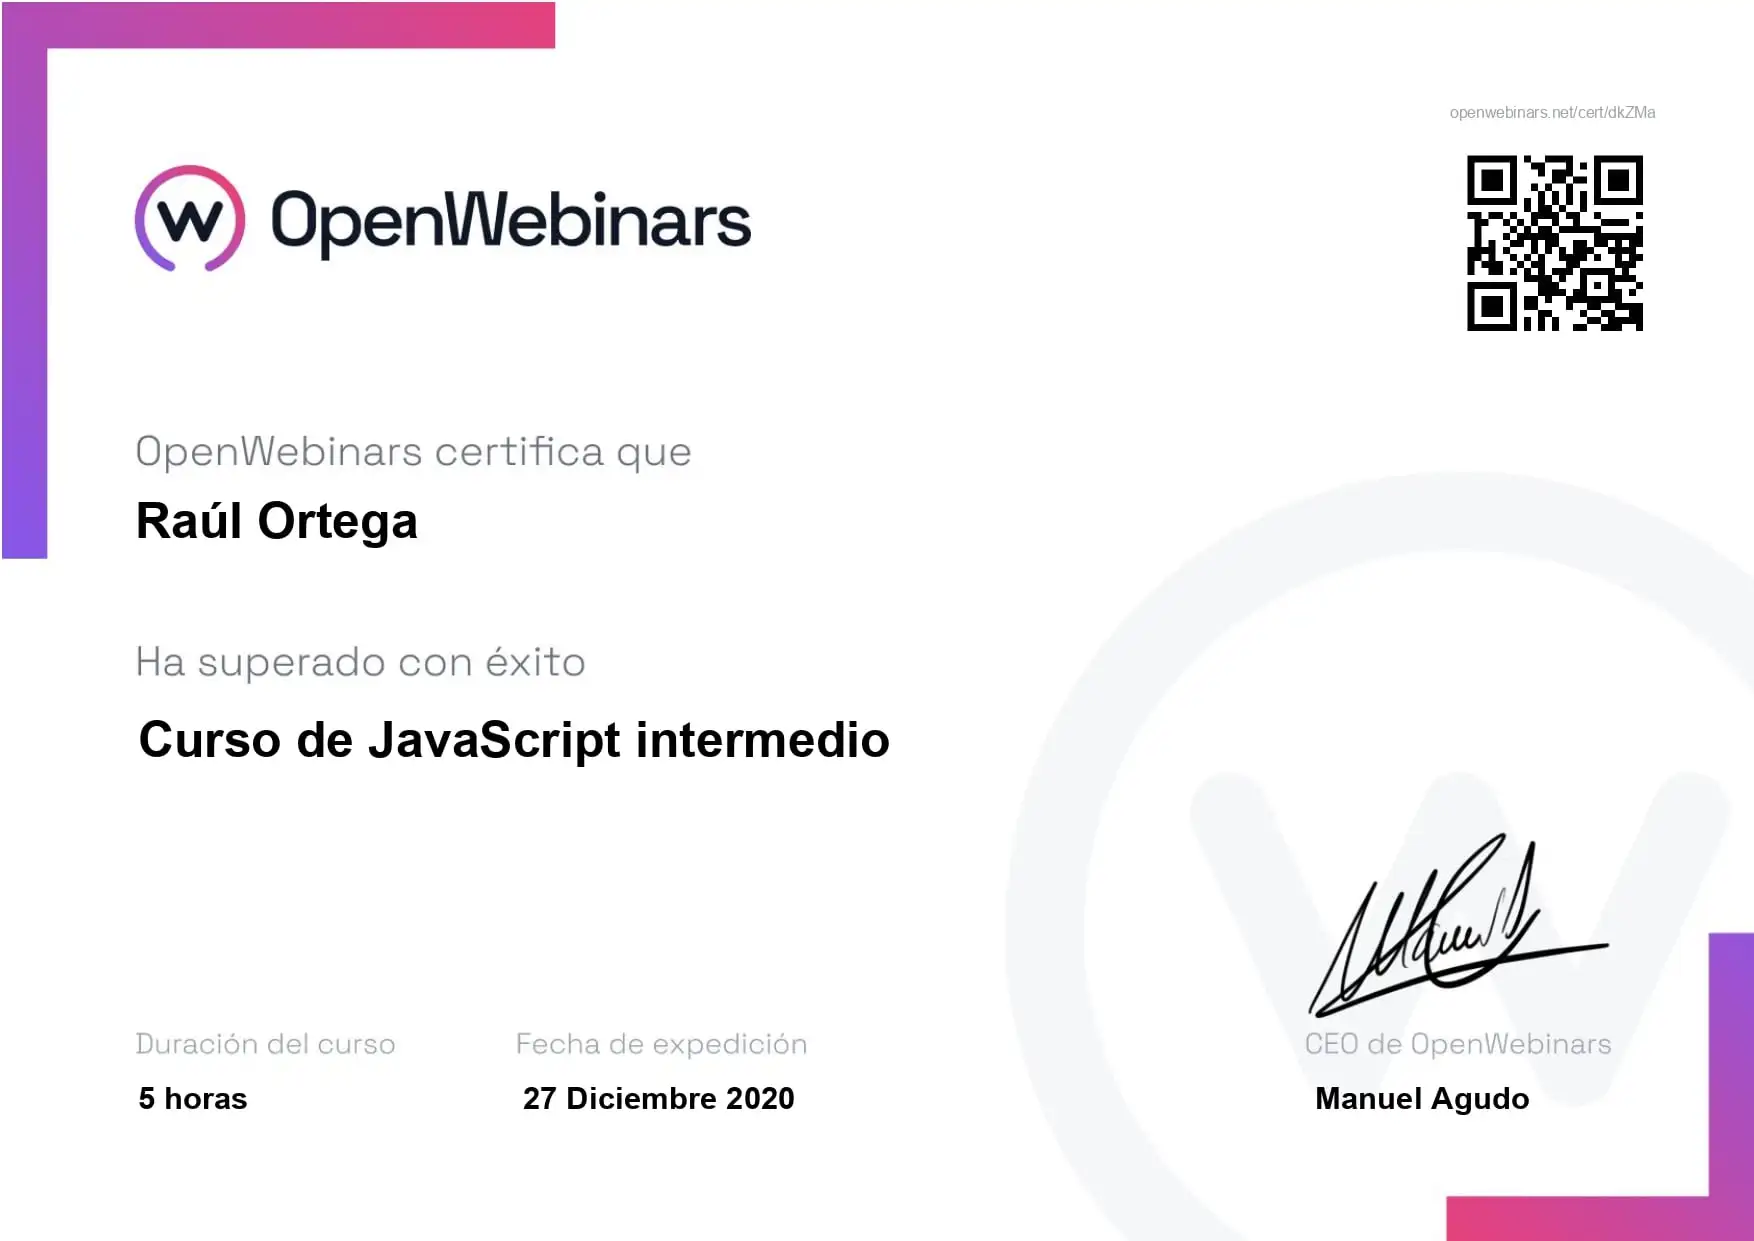 openwebinars.net/cert/dkZMa
OpenWebinars
OpenWebinars certifica que
Raúl Ortega
Ha superado con éxito
Curso de JavaScript intermedio
Duración del curso
5 horas
Fecha de expedición
27 Diciembre 2020
CEO de OpenWebinars
Manuel Agudo